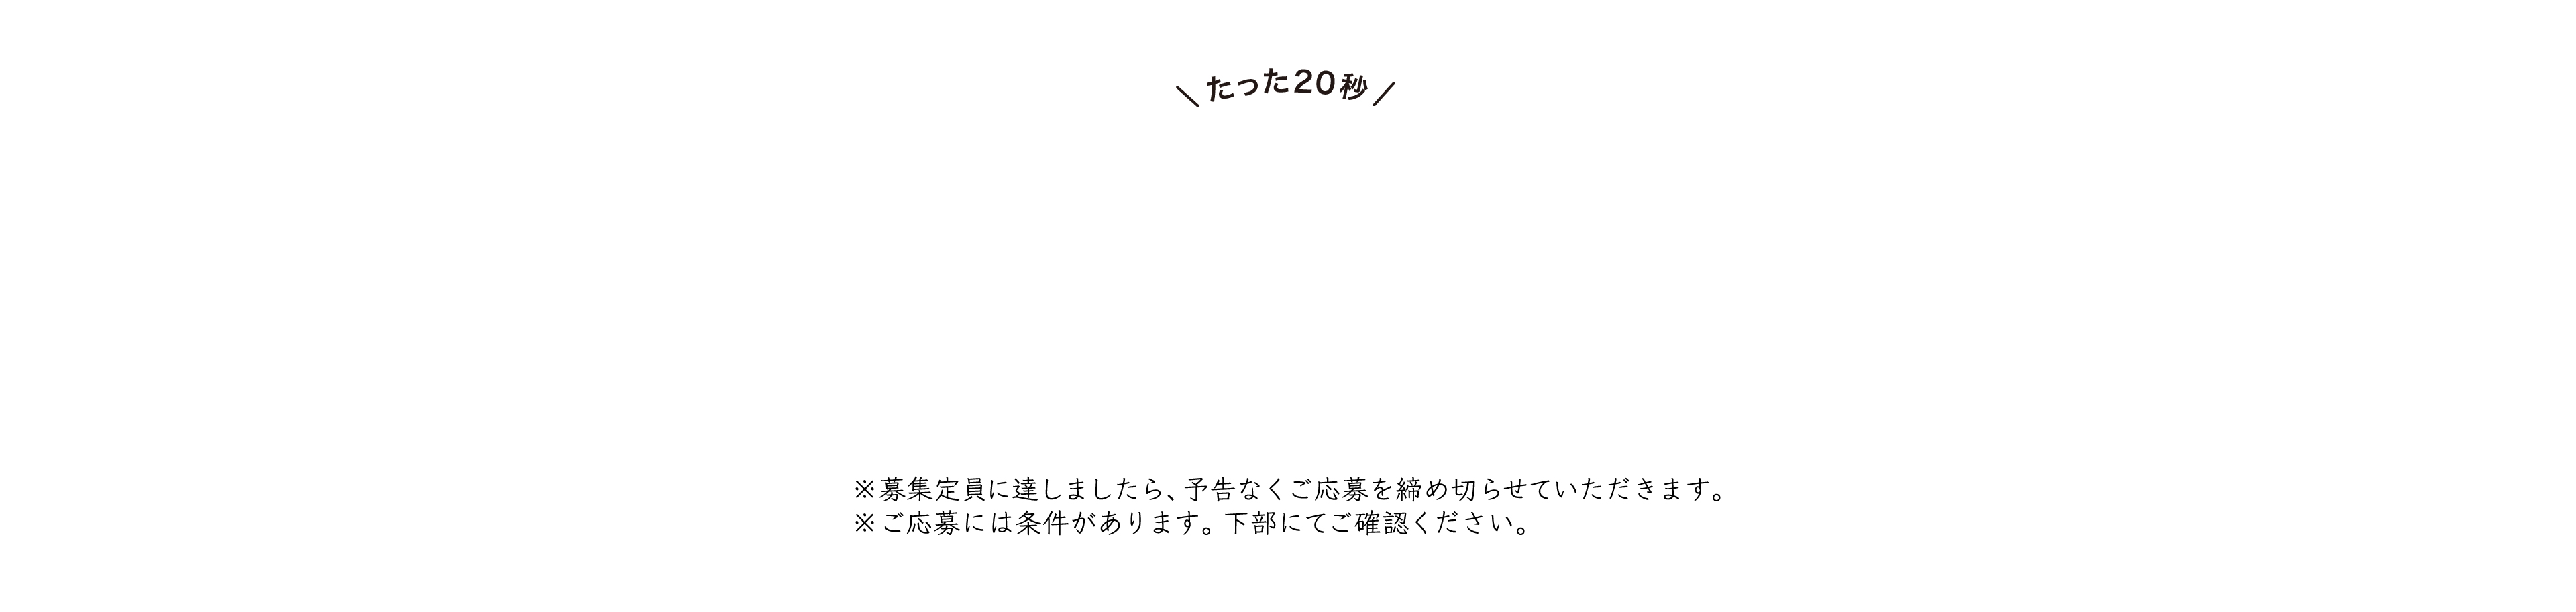 ＼たった20秒／
※募集定員に達しましたら、予告なくご応募を締め切らせていただきます。
※ご応募には条件があります。下部にてご確認ください。